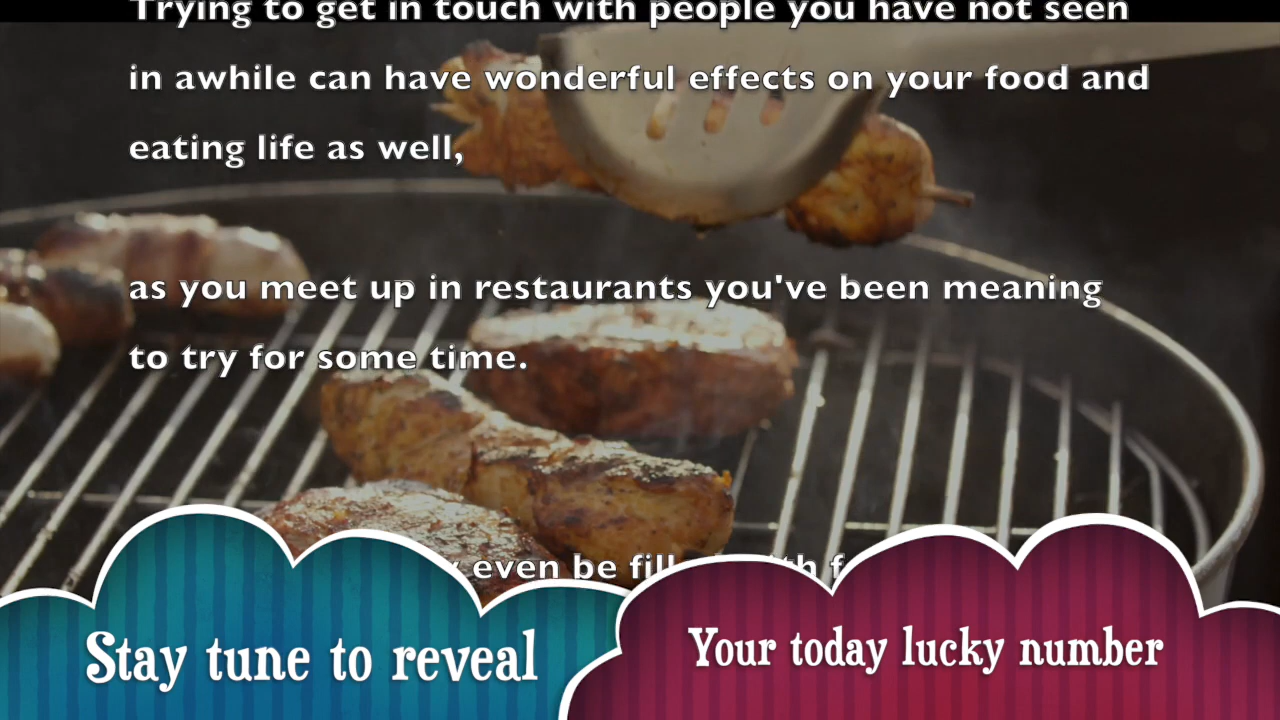 Trying to get in touch with people you have not seen
in awhile can have wonderful effects on your food and
eating life as well,
as you meet up in restaurants you've been meaning
to try for some time.
even be
Stay tune to reveal
Your today lucky number